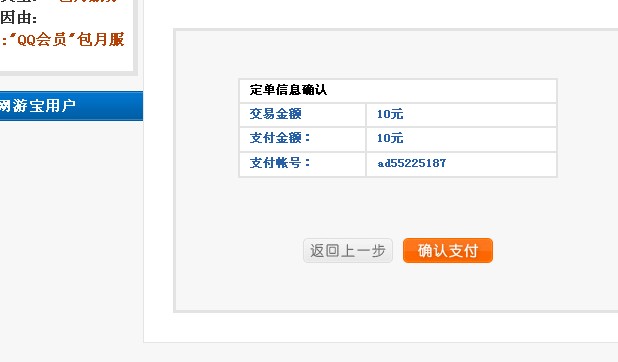 因由：
："QQ会员"包月服
网游宝用户
定单信息确认
交易金额 10元
支付金额： 10元
支付帐号： ad55225187
返回上一步 确认支付